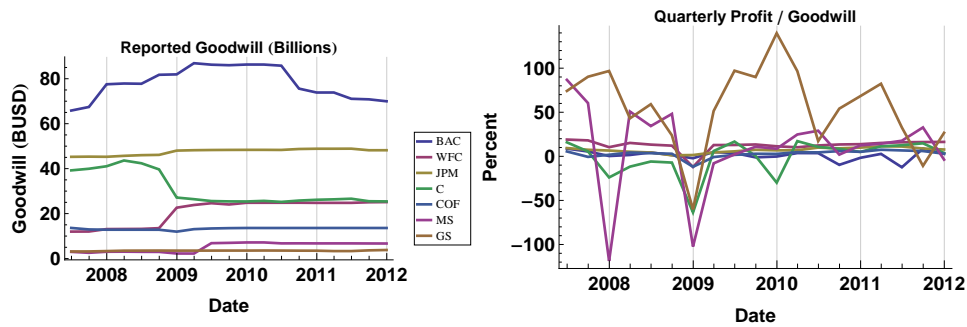 Reported Goodwill (Billions)
Goodwill (BUSD)
80
60
40
20
0
2008 2009 2010 2011 2012
Date
BAC
WFC
JPM
C
COF
MS
GS
Quarterly Profit / Goodwill
Percent
100
50
0
−50
−100
2008 2009 2010 2011 2012
Date